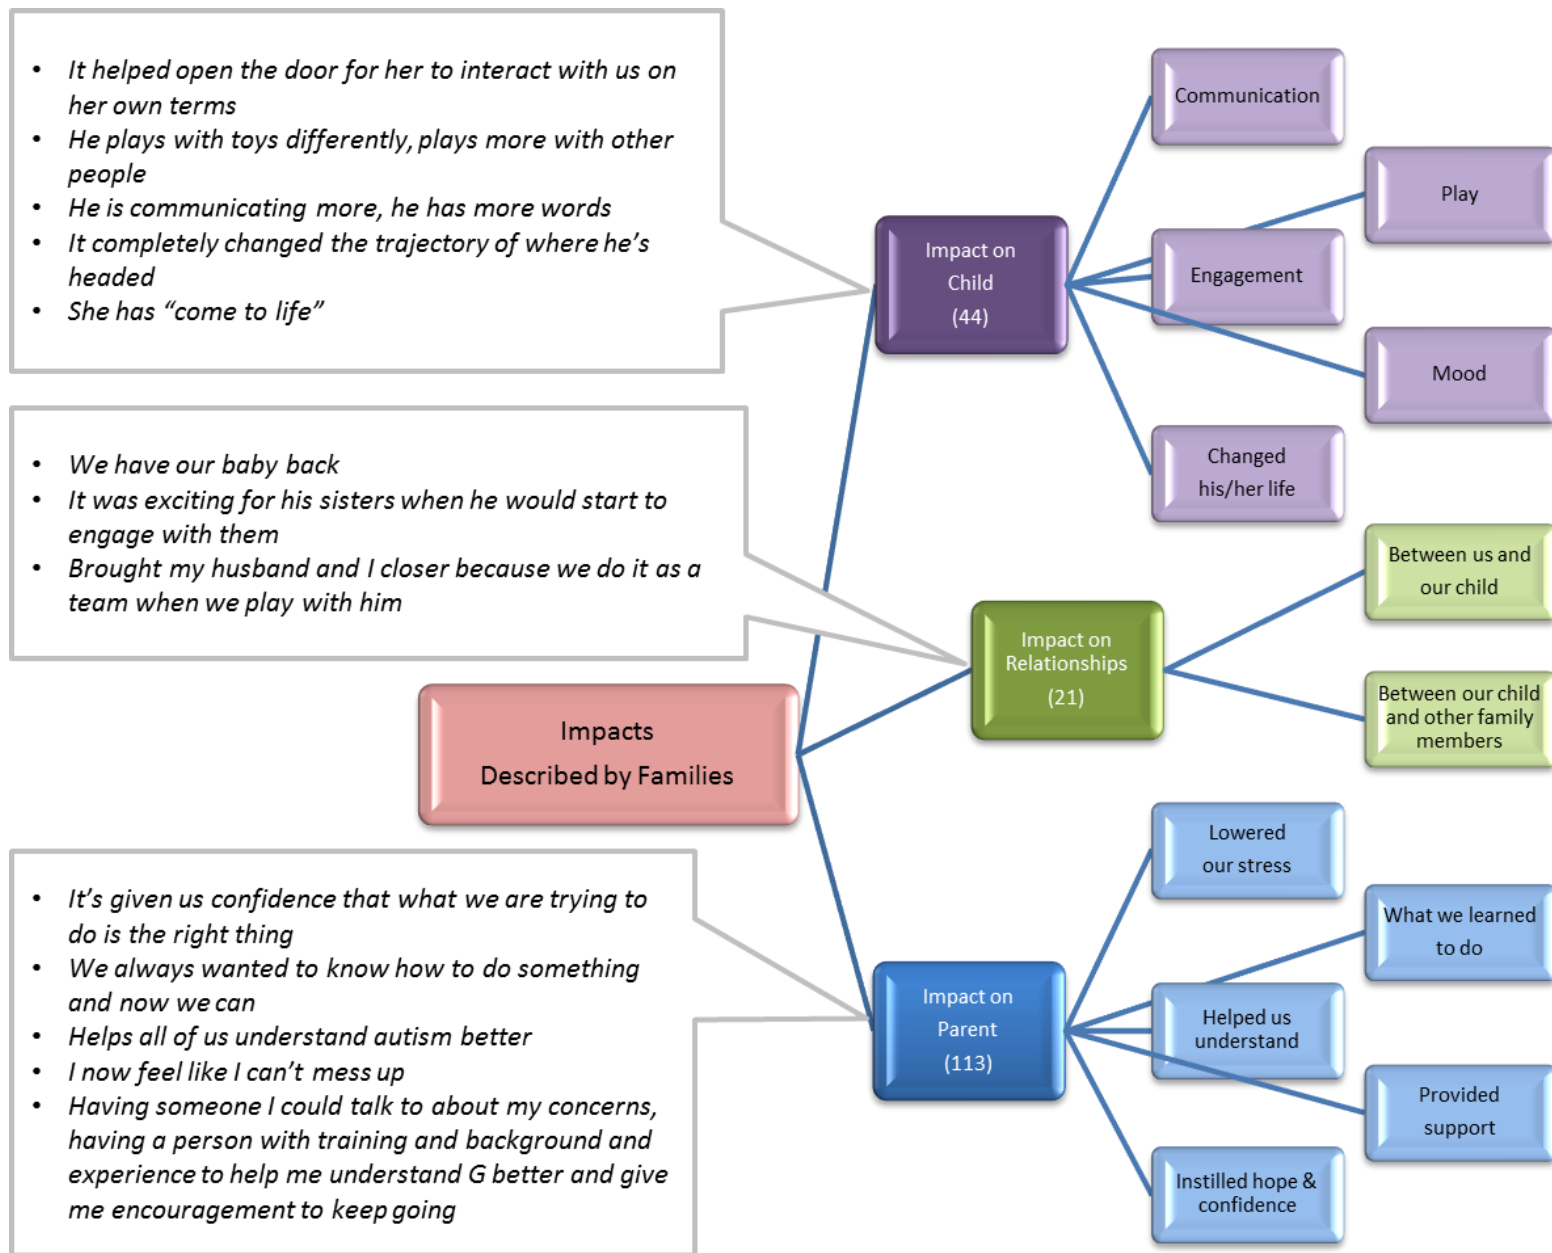 • It helped open the door for her to interact with us on
her own terms
• He plays with toys differently, plays more with other
people
• He is communicating more, he has more words
• It completely changed the trajectory of where he's
headed
• She has “come to life”
• We have our baby back
• It was exciting for his sisters when he would start to
engage with them
• Brought my husband and I closer because we do it as a
team when we play with him
Impacts
Described by Families
• It's given us confidence that what we are trying to
do is the right thing
• We always wanted to know how to do something
and now we can
• Helps all of us understand autism better
• I now feel like I can't mess up
• Having someone I could talk to about my concerns,
having a person with training and background and
experience to help me understand G better and give
me encouragement to keep going
Impact on
Child
(44)
Communication
Play
Engagement
Mood
Changed
his/her life
Impact on
Relationships
(21)
Between us and
our child
Between our child
and other family
members
Impact on
Parent
(113)
Lowered
our stress
What we learned
to do
Helped us
understand
Provided
support
Instilled hope &
confidence